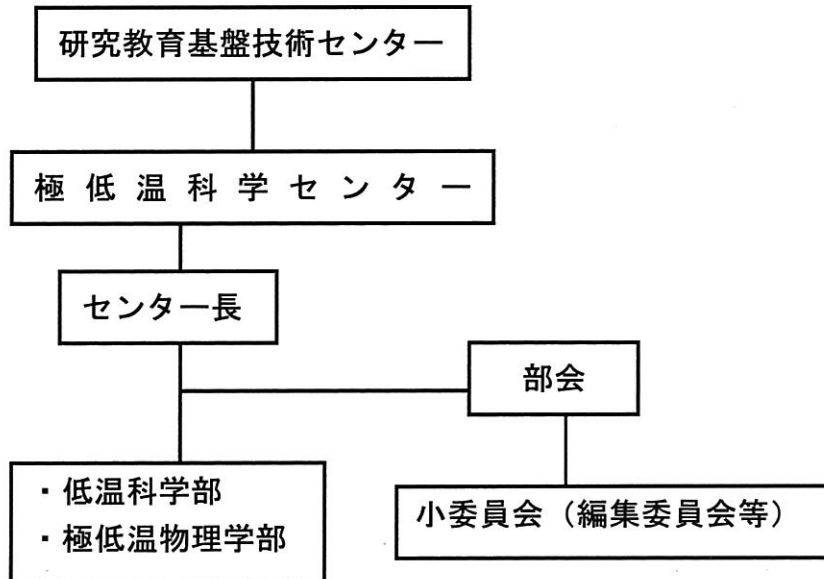 研究教育基盤技術センター
極低温科学センター
センター長
部会
・低温科学部
・極低温物理学部
小委員会（編集委員会等）